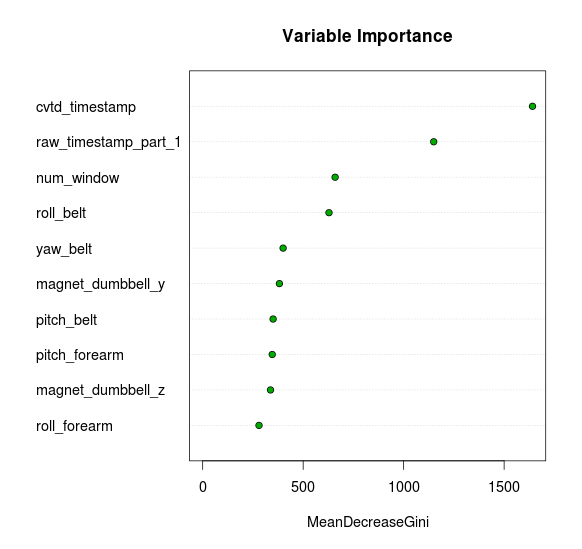 Variable Importance
cvtd_timestamp
raw_timestamp_part_1
num_window
roll_belt
yaw_belt
magnet_dumbbell_y
pitch_belt
pitch_forearm
magnet_dumbbell_z
roll_forearm
0 500 1000 1500
MeanDecreaseGini